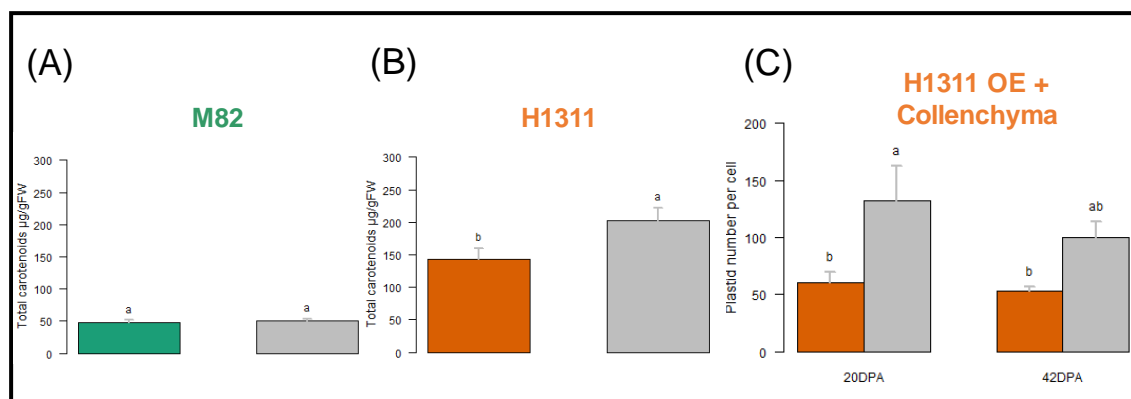 (A)
M82
Total carotenoids µg/gFW
300
250
200
150
100
50
0
a
a
(B)
H1311
Total carotenoids µg/gFW
300
250
200
150
100
50
0
b
a
(C)
H1311 OE +
Collenchyma
Plastid number per cell
200
150
100
50
0
b
a
b
ab
20DPA
42DPA